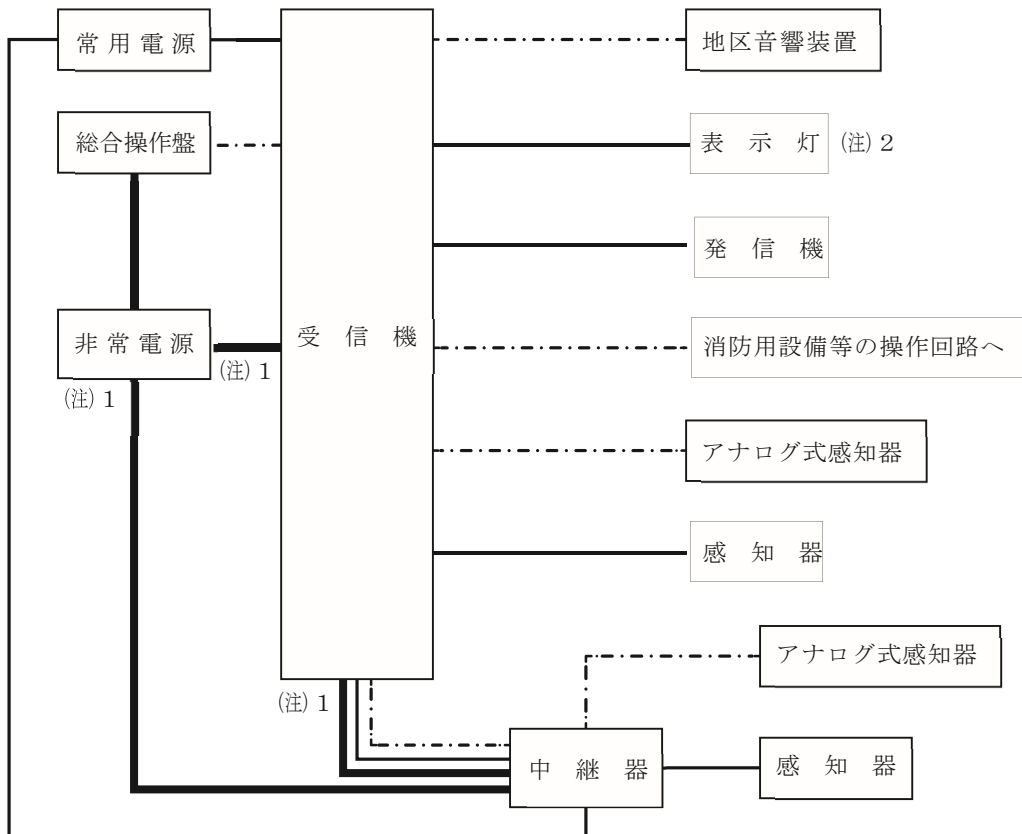 常用電源
地区音響装置
総合操作盤
表示灯 (注)２
発信機
非常電源
(注)１
(注)１
受信機
消防用設備等の操作回路へ
アナログ式感知器
感知器
アナログ式感知器
(注)１
中継器
感知器